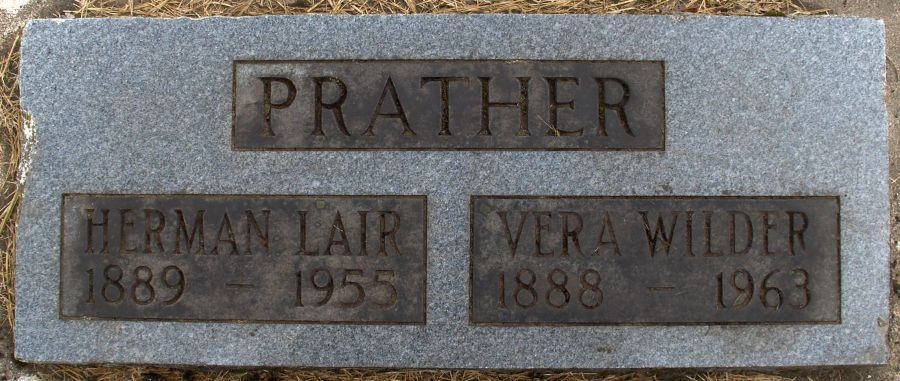 PRATHER
HERMAN LAIR
1889 – 1955
VERA WILDER
1888 – 1963